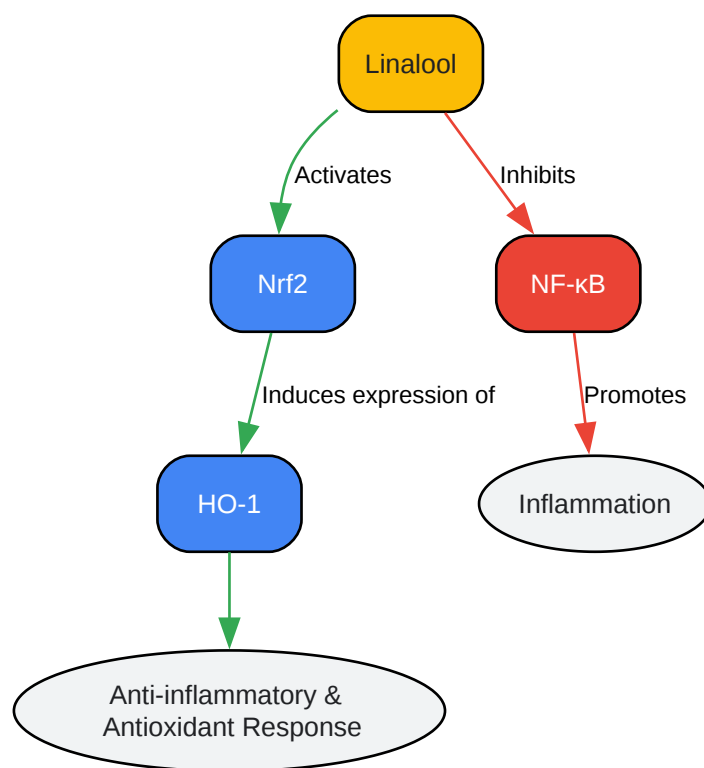 Linalool
Activates
Inhibits
Nrf2
NF-κB
Induces expression of
Promotes
HO-1
Inflammation
Anti-inflammatory &
Antioxidant Response